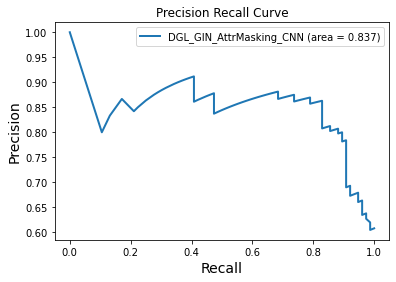 Precision Recall Curve
DGL_GIN_AttrMasking_CNN (area = 0.837)
1.00
0.95
0.90
0.85
0.80
0.75
0.70
0.65
0.60
Precision
0.0 0.2 0.4 0.6 0.8 1.0
Recall